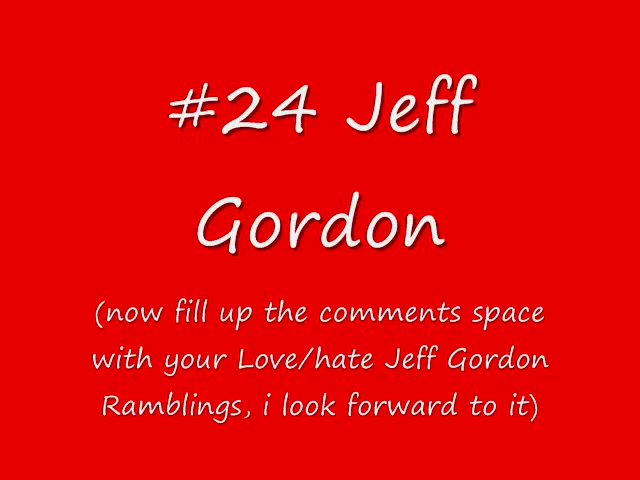 #24 Jeff
Gordon
(now fill up the comments space
with your Love/hate Jeff Gordon
Ramblings, i look forward to it)